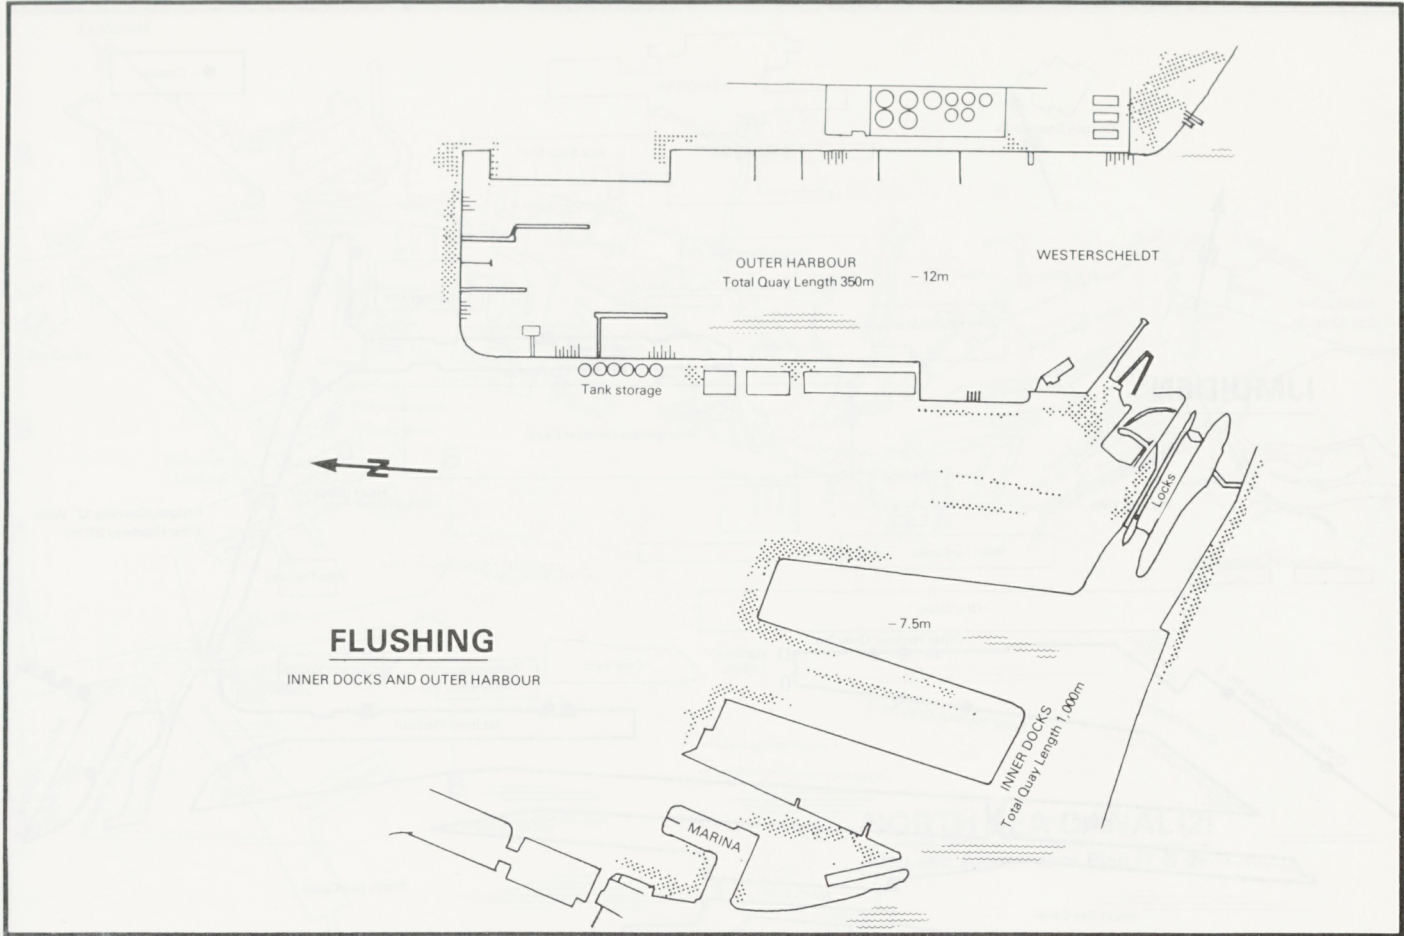 OUTER HARBOUR
Total Quay Length 350m
– 12m
WESTERSCHELDT
Tank storage
N
Locks
FLUSHING
INNER DOCKS AND OUTER HARBOUR
– 7.5m
INNER DOCKS
Total Quay Length 1,000m
MARINA